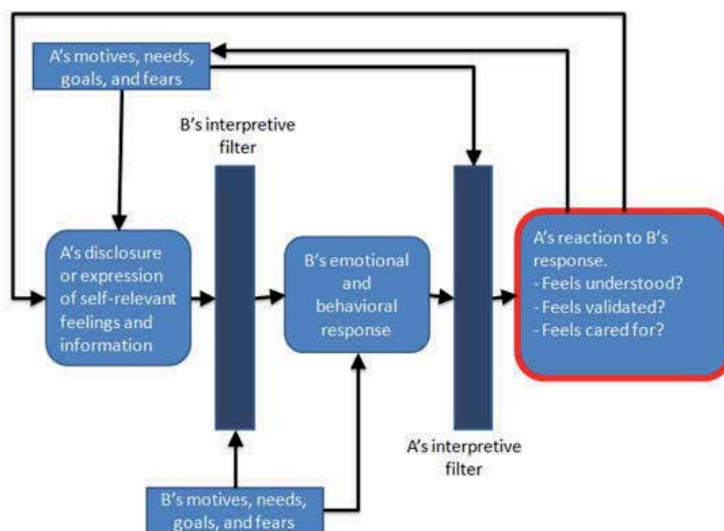 A's motives, needs,
goals, and fears
B's interpretive
filter
A's disclosure
or expression
of self-relevant
feelings and
information
B's emotional
and
behavioral
response
A's reaction to B's
response.
- Feels understood?
- Feels validated?
- Feels cared for?
A's interpretive
filter
B's motives, needs,
goals, and fears